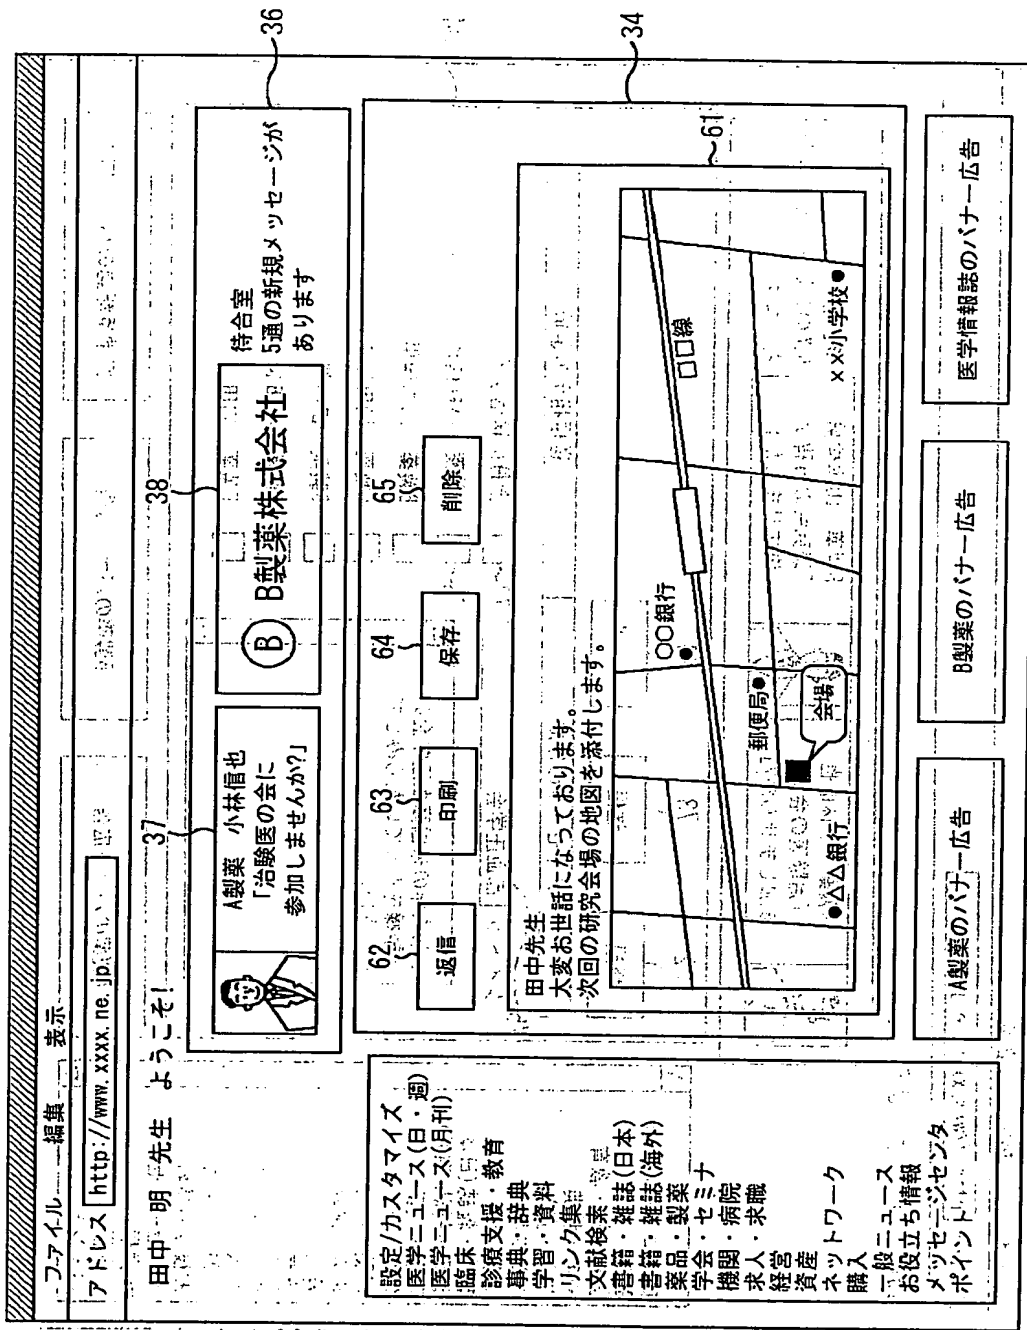 ファイル 編集 表示
アドレス http://www.xxxx.ne.jp
田中 明 先生 ようこそ!
37
A製薬 小林信也
「治験医の会に
参加しませんか?」
38
B
B製薬株式会社
待合室
5通の新規メッセージが
あります
36
設定/カスタマイズ
医学ニュース(日・週)
医学ニュース(月刊)
臨床
診療支援・教育
事典・辞典
学習・資料
リンク集
文献検索
書籍・雑誌(日本)
書籍・雑誌(海外)
薬品・製薬
学会・セミナ
機関・病院
求人・求職
経営
資産
ネットワーク
購入
一般ニュース
お役立ち情報
メッセージセンタ
ポイント
34
62
返信
63
印刷
64
保存
65
削除
61
田中先生
大変お世話になっております。
次回の研究会場の地図を添付します。
○○銀行
□□線
郵便局
会場
△△銀行
××小学校
A製薬のバナー広告
B製薬のバナー広告
医学情報誌のバナー広告